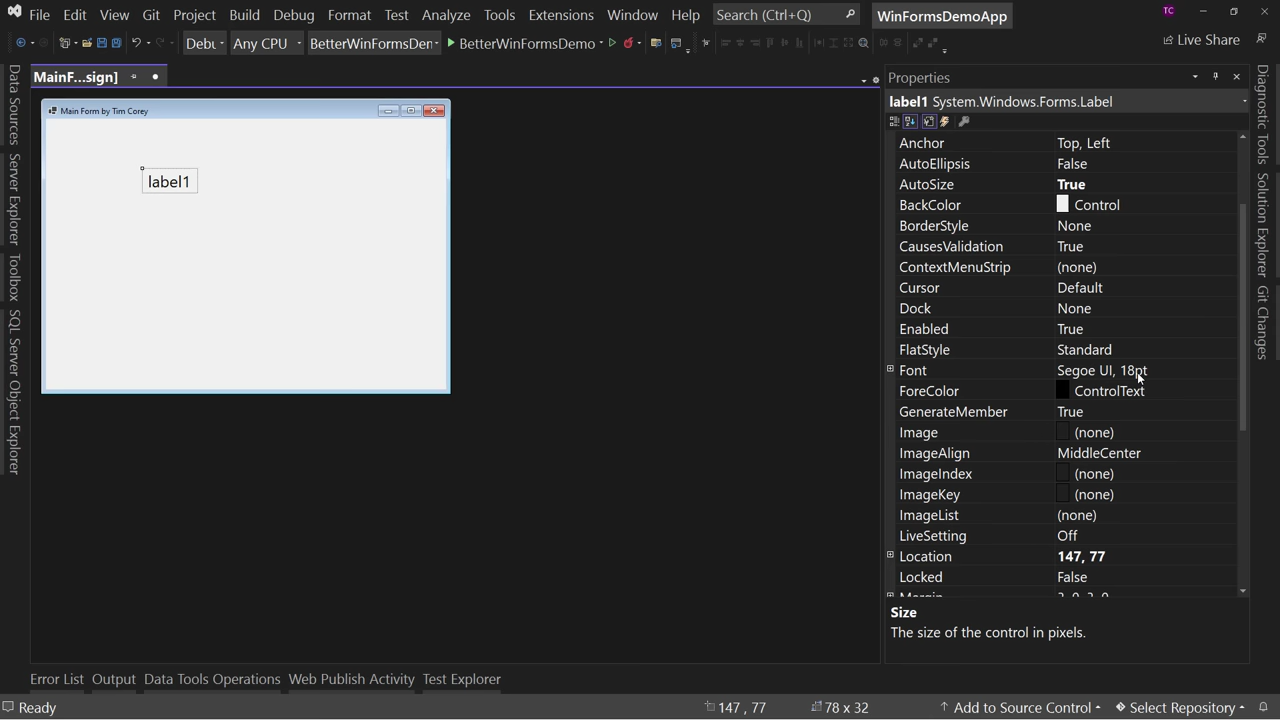 File Edit View Git Project Build Debug Format Test Analyze Tools Extensions Window Help Search (Ctrl+Q) WinFormsDemoApp TC
Debu Any CPU BetterWinFormsDen BetterWinFormsDemo Live Share
MainF...sign]
Properties
Main Form by Tim Corey
label1
label1 System.Windows.Forms.Label
Anchor Top, Left
AutoEllipsis False
AutoSize True
BackColor Control
BorderStyle None
CausesValidation True
ContextMenuStrip (none)
Cursor Default
Dock None
Enabled True
FlatStyle Standard
Font Segoe UI, 18pt
ForeColor ControlText
GenerateMember True
Image (none)
ImageAlign MiddleCenter
ImageIndex (none)
ImageKey (none)
ImageList (none)
LiveSetting Off
Location 147, 77
Locked False
Margin 3, 0, 3, 0
Size
The size of the control in pixels.
Data Sources
Server Explorer
Toolbox
SQL Server Object Explorer
Diagnostic Tools
Solution Explorer
Git Changes
Error List Output Data Tools Operations Web Publish Activity Test Explorer
Ready 147 , 77 78 x 32 Add to Source Control Select Repository